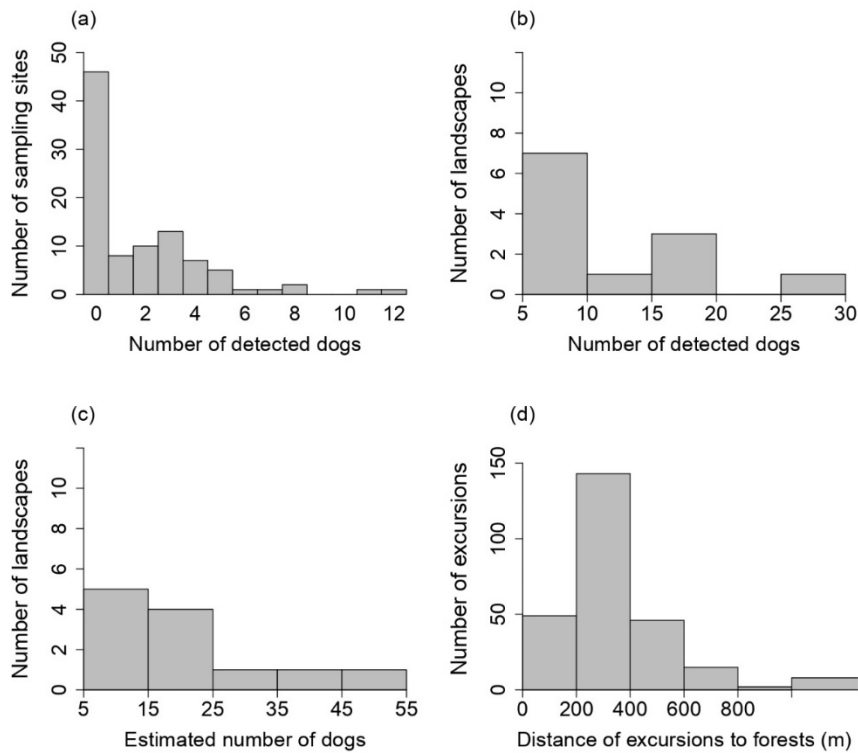 (a)
Number of sampling sites
50
40
30
20
10
0
0 2 4 6 8 10 12
Number of detected dogs
(b)
Number of landscapes
10
8
6
4
2
0
5 10 15 20 25 30
Number of detected dogs
(c)
Number of landscapes
10
8
6
4
2
0
5 15 25 35 45 55
Estimated number of dogs
(d)
Number of excursions
150
100
50
0
0 200 400 600 800
Distance of excursions to forests (m)